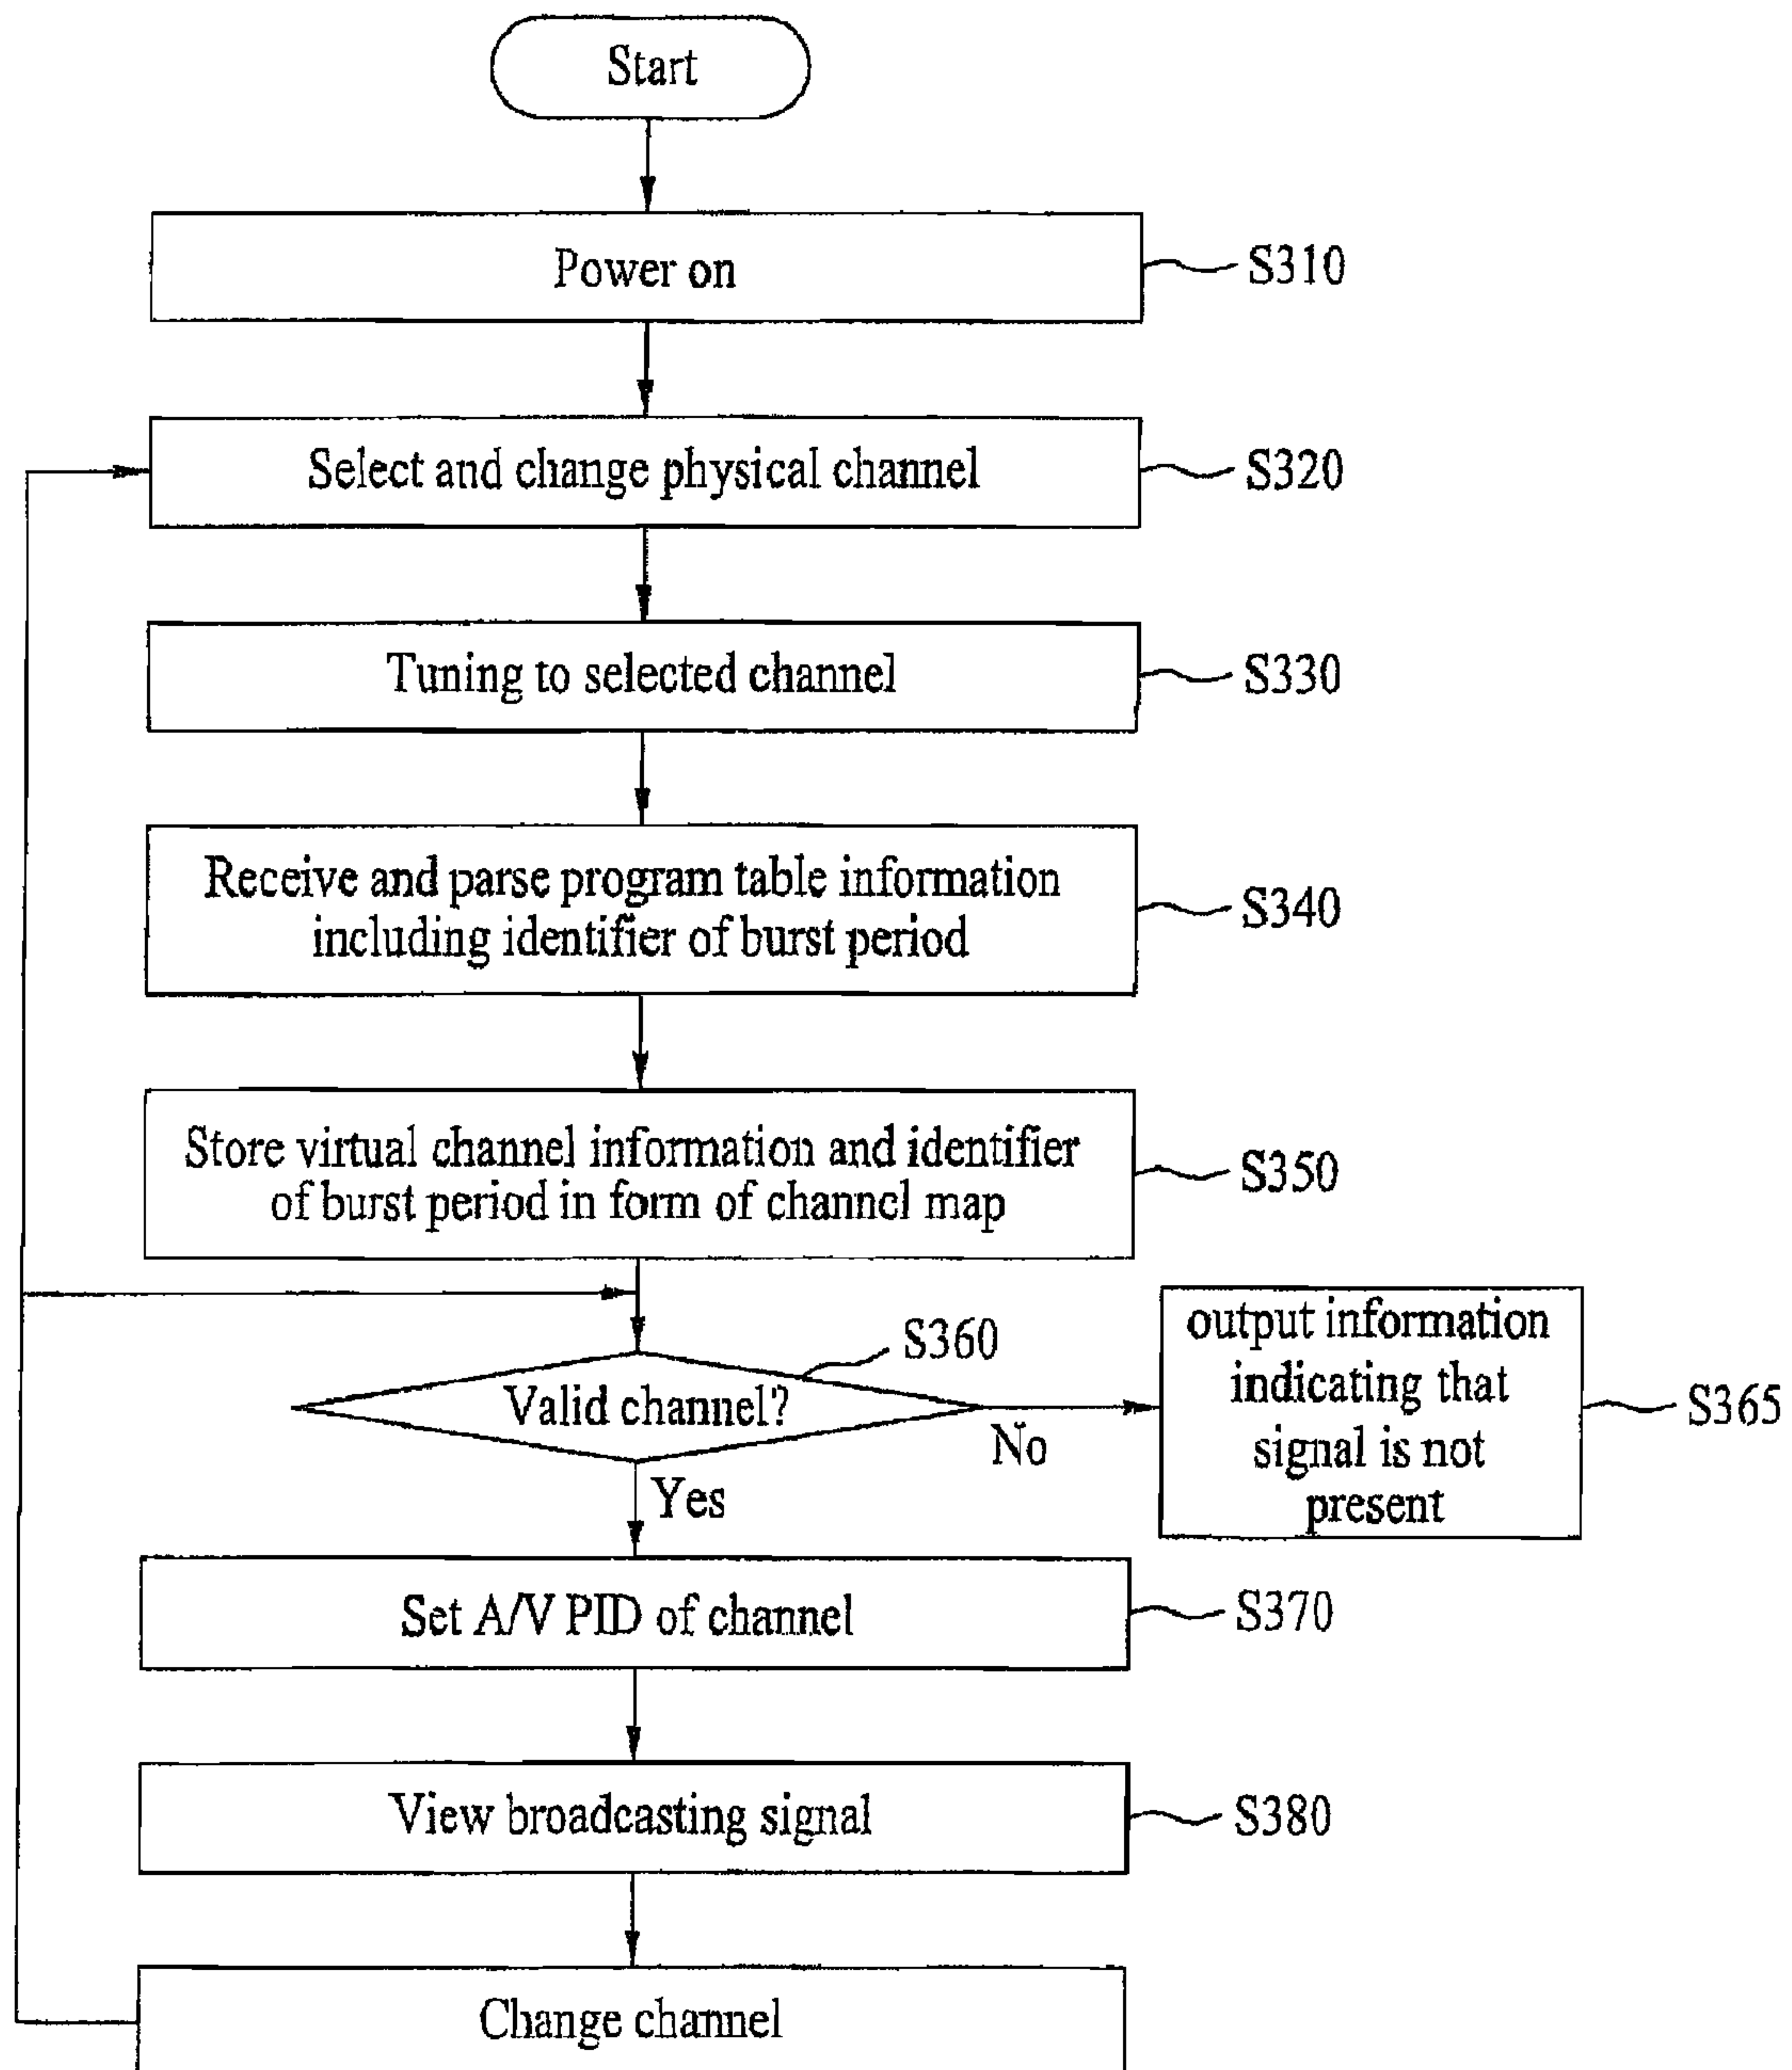 Start
Power on
S310
Select and change physical channel
S320
Tuning to selected channel
S330
Receive and parse program table information
including identifier of burst period
S340
Store virtual channel information and identifier
of burst period in form of channel map
S350
S360
Valid channel?
No
Yes
output information
indicating that
signal is not
present
S365
Set A/V PID of channel
S370
View broadcasting signal
S380
Change channel